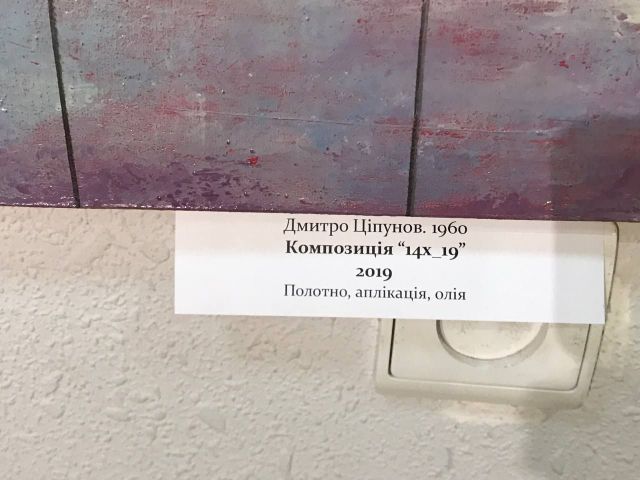 Дмитро Ціпунов. 1960
Композиція “14х_19”
2019
Полотно, аплікація, олія